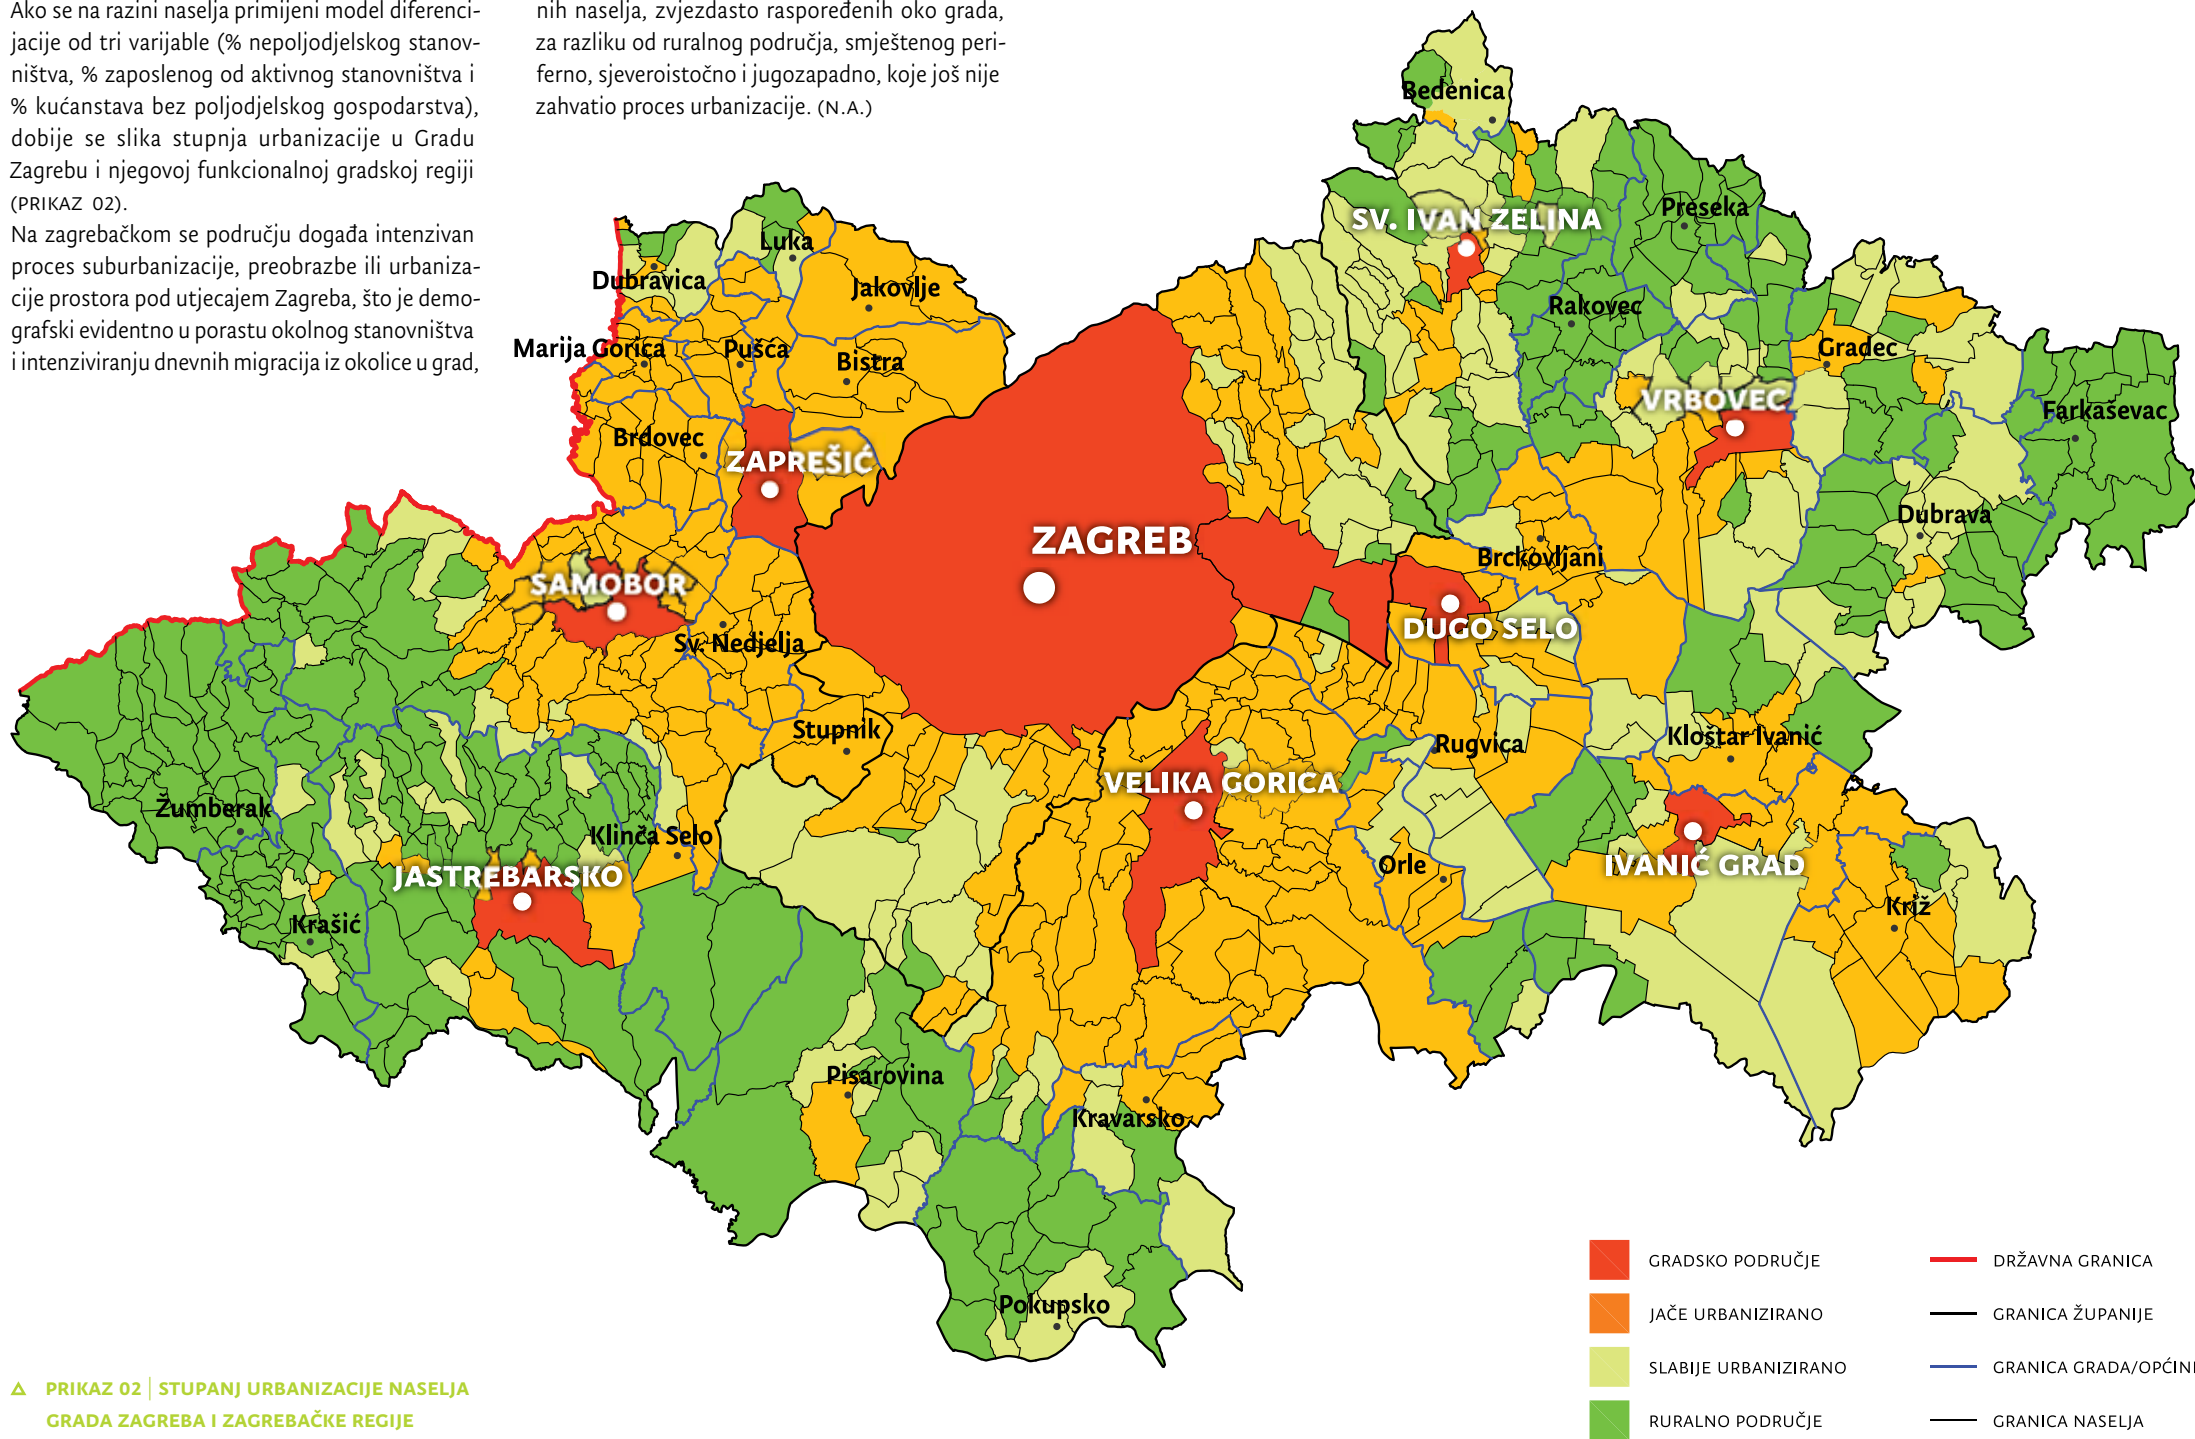 Ako se na razini naselja primijeni model diferenci-
jacije od tri varijable (% nepoljodjelskog stanov-
ništva, % zaposlenog od aktivnog stanovništva i
% kućanstava bez poljodjelskog gospodarstva),
dobije se slika stupnja urbanizacije u Gradu
Zagrebu i njegovoj funkcionalnoj gradskoj regiji
(PRIKAZ 02).
Na zagrebačkom se području događa intenzivan
proces suburbanizacije, preobrazbe ili urbaniza-
cije prostora pod utjecajem Zagreba, što je demo-
grafski evidentno u porastu okolnog stanovništva
i intenziviranju dnevnih migracija iz okolice u grad,
nih naselja, zvjezdasto raspoređenih oko grada,
za razliku od ruralnog područja, smještenog peri-
ferno, sjeveroistočno i jugozapadno, koje još nije
zahvatio proces urbanizacije. (N.A.)
Bedenica
SV. IVAN ZELINA
Preseka
Luka
Dubravica
Jakovlje
Rakovec
Marija Gorica
Pušća
Bistra
Gradec
VRBOVEC
Farkaševac
Brdovec
ZAPREŠIĆ
Dubrava
ZAGREB
Brckovljani
SAMOBOR
DUGO SELO
Sv. Nedjelja
Stupnik
Rugvica
Kloštar Ivanić
VELIKA GORICA
Žumberak
Klinča Selo
Orle
IVANIĆ GRAD
JASTREBARSKO
Križ
Krašić
Pisarovina
Kravarsko
Pokupsko
GRADSKO PODRUČJE
JAČE URBANIZIRANO
SLABIJE URBANIZIRANO
RURALNO PODRUČJE
DRŽAVNA GRANICA
GRANICA ŽUPANIJE
GRANICA GRADA/OPĆIN
GRANICA NASELJA
PRIKAZ 02 | STUPANJ URBANIZACIJE NASELJA
GRADA ZAGREBA I ZAGREBAČKE REGIJE